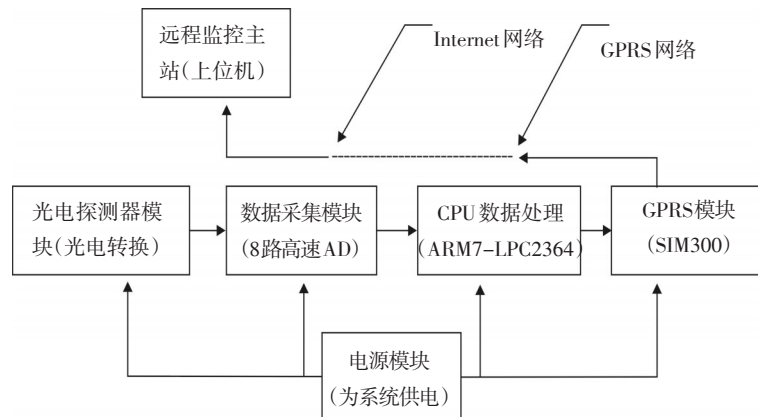 远程监控主
站(上位机)
Internet网络
GPRS网络
光电探测器模
块(光电转换)
数据采集模块
(8路高速AD)
CPU数据处理
(ARM7-LPC2364)
GPRS模块
(SIM300)
电源模块
(为系统供电)